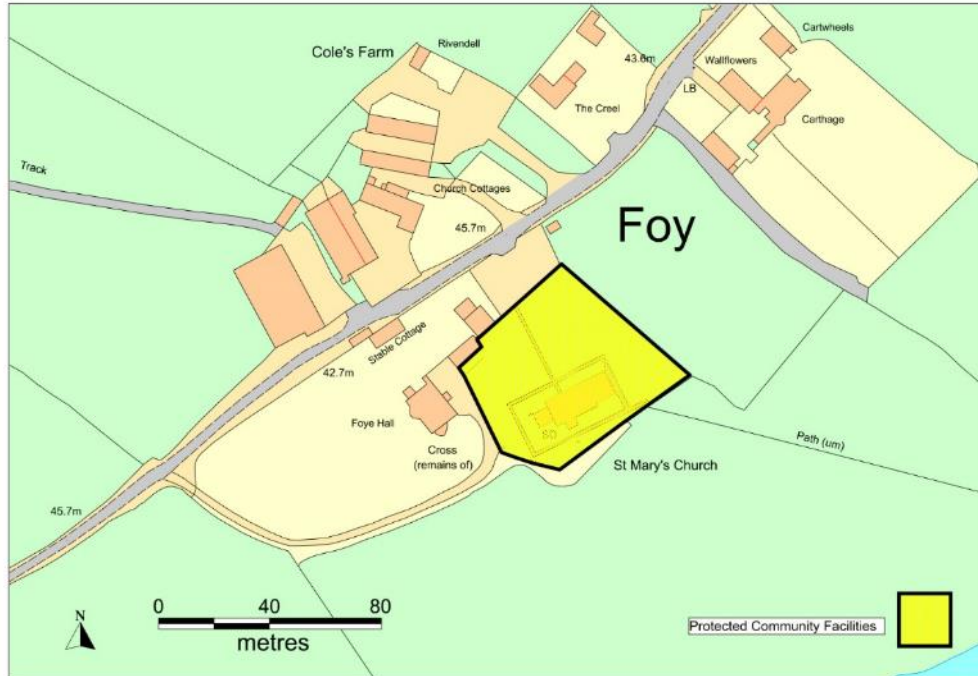 Cartwheels
Rivendell
Cole's Farm
43.6m
Wallflowers
The Creel
LB
Carthage
Track
Church Cottages
Foy
45.7m
Stable Cottage
42.7m
Foye Hall
SD
Cross
(remains of)
Path (um)
St Mary's Church
45.7m
N
0 40 80
metres
Protected Community Facilities